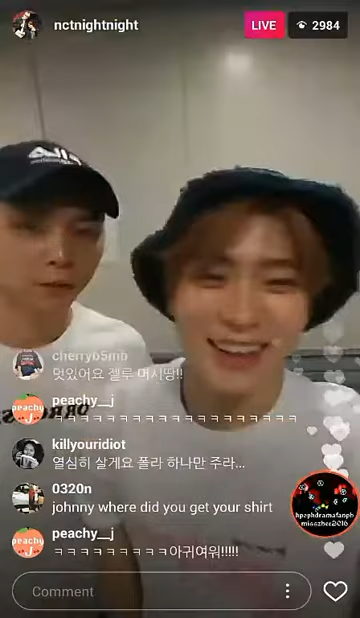 nctnightnight
LIVE
2984
cherryb5mb
멋있어요 젤루 머시땅!!
peachy__j
ㅋㅋㅋㅋㅋㅋㅋㅋㅋㅋㅋㅋㅋㅋㅋㅋㅋㅋㅋ
killyouridiot
열심히 살게요 폴라 하나만 주라...
0320n
johnny where did you get your shirt
peachy__j
ㅋㅋㅋㅋㅋㅋㅋㅋㅋ아귀여워!!!!!
Comment